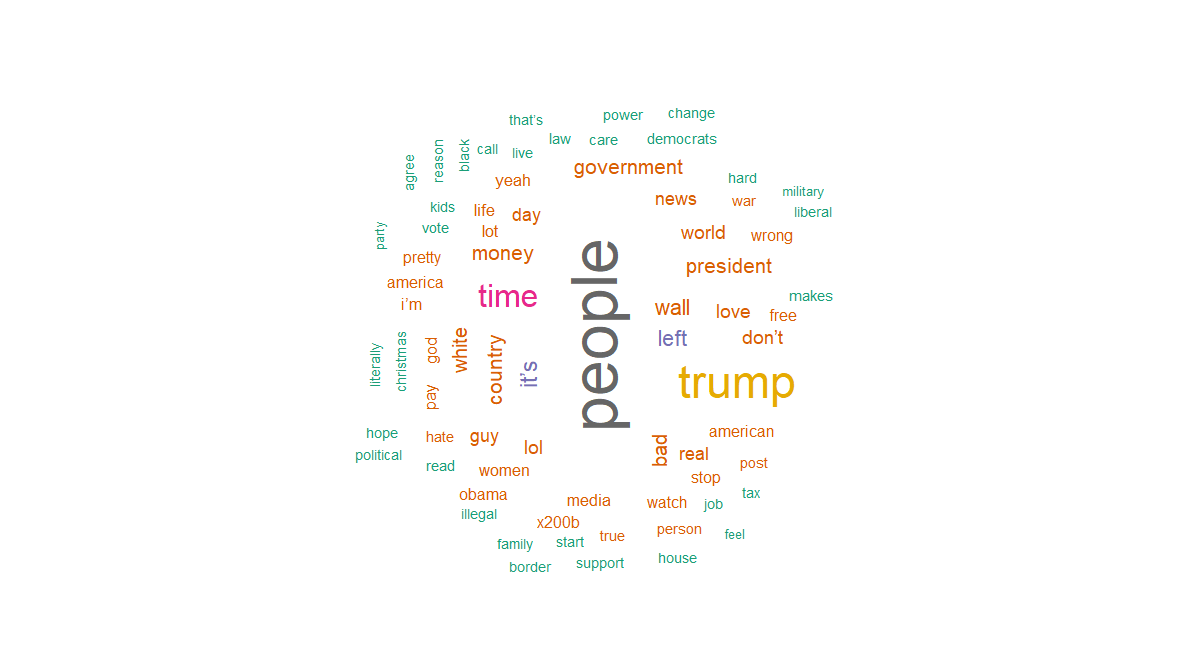 that's
power
change
law
care
democrats
call
live
black
reason
agree
government
yeah
hard
military
news
war
liberal
kids
life
day
vote
lot
party
world
wrong
pretty
money
president
people
america
i'm
time
makes
wall
love
free
left
don't
literally
christmas
god
white
country
it's
pay
trump
hope
hate
guy
lol
american
political
read
women
bad
real
post
stop
obama
media
watch
job
tax
illegal
x200b
true
person
feel
family
start
border
support
house